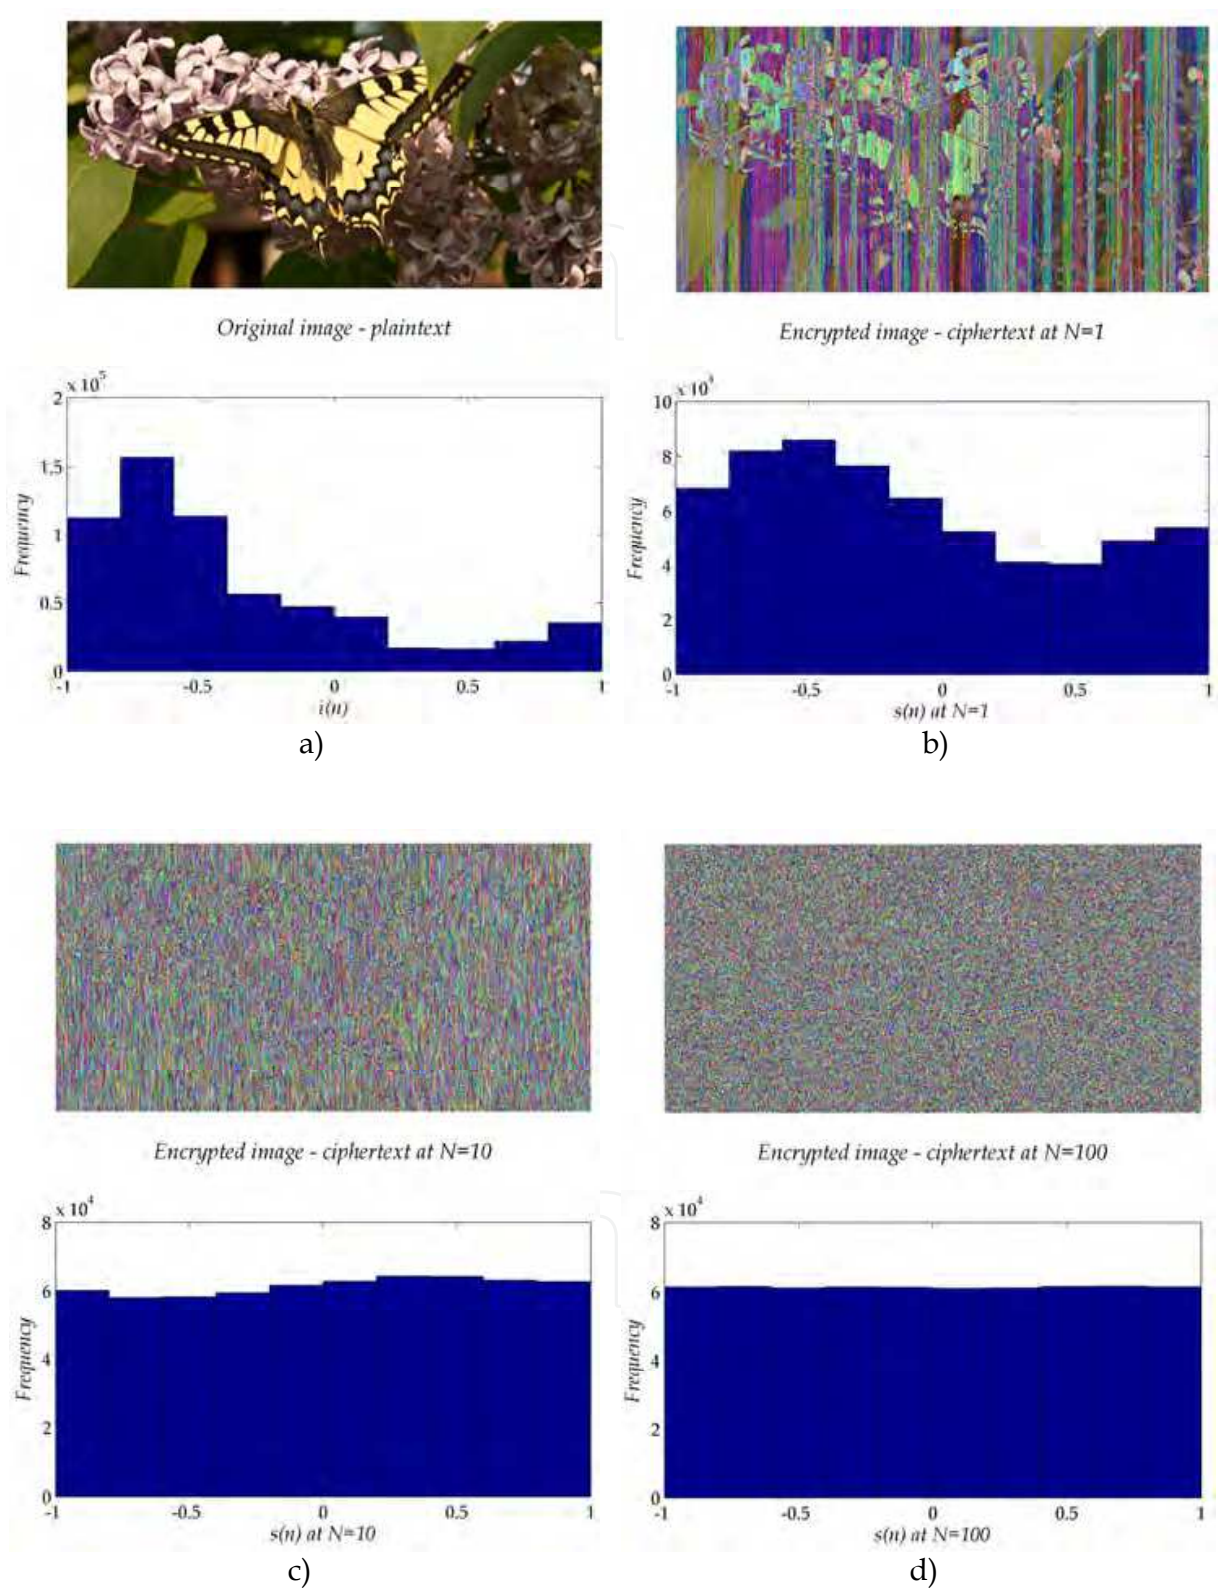 Original image - plaintext
Encrypted image - ciphertext at N=1
x 10^5
2
1.5
1
0.5
0
Frequency
-1 -0.5 0 0.5 1
i(n)
a)
x 10^4
10
8
6
4
2
0
Frequency
-1 -0.5 0 0.5 1
s(n) at N=1
b)
Encrypted image - ciphertext at N=10
Encrypted image - ciphertext at N=100
x 10^4
8
6
4
2
0
Frequency
-1 -0.5 0 0.5 1
s(n) at N=10
c)
x 10^4
8
6
4
2
0
Frequency
-1 -0.5 0 0.5 1
s(n) at N=100
d)